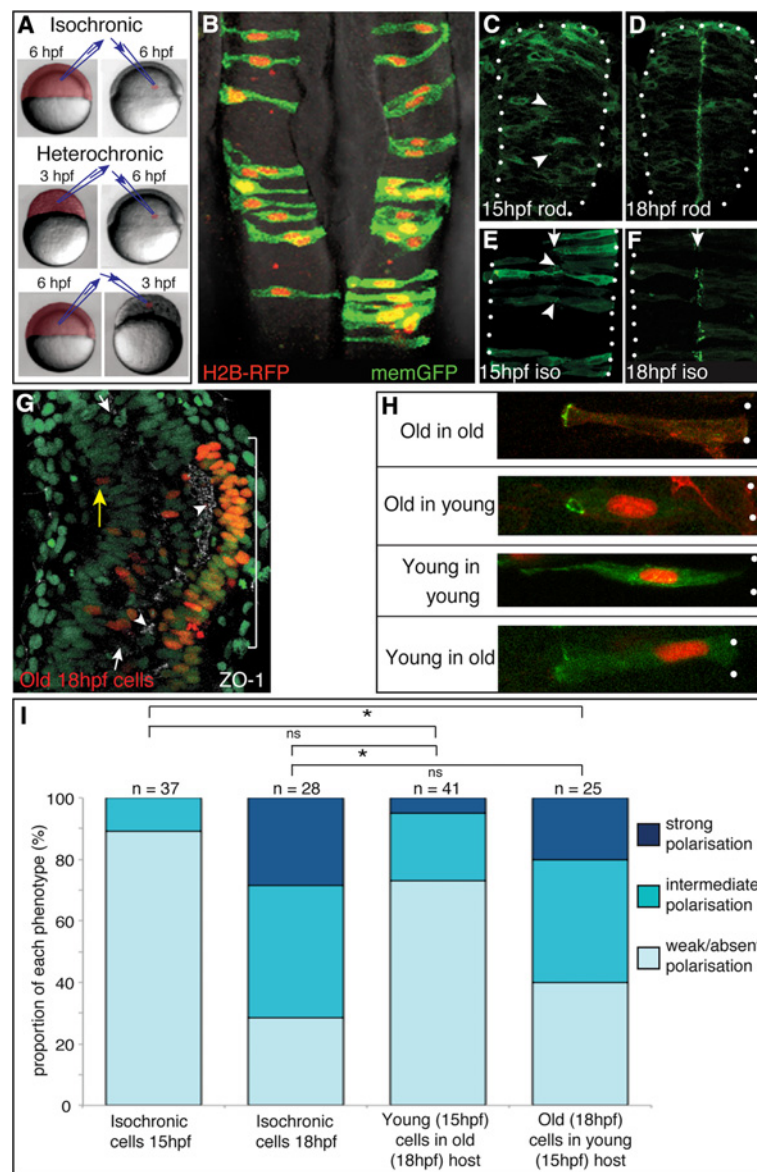 A
Isochronic
6 hpf
6 hpf
Heterochronic
3 hpf
6 hpf
6 hpf
3 hpf
B
H2B-RFP
memGFP
C
15hpf rod
D
18hpf rod
E
15hpf iso
F
18hpf iso
G
Old 18hpf cells
ZO-1
H
Old in old
Old in young
Young in
young
Young in old
I
*
ns
*
ns
n = 37
n = 28
n = 41
n = 25
100
80
60
40
20
0
proportion of each phenotype (%)
strong
polarisation
intermediate
polarisation
weak/absent
polarisation
Isochronic
cells 15hpf
Isochronic
cells 18hpf
Young (15hpf)
cells in old
(18hpf) host
Old (18hpf)
cells in young
(15hpf) host